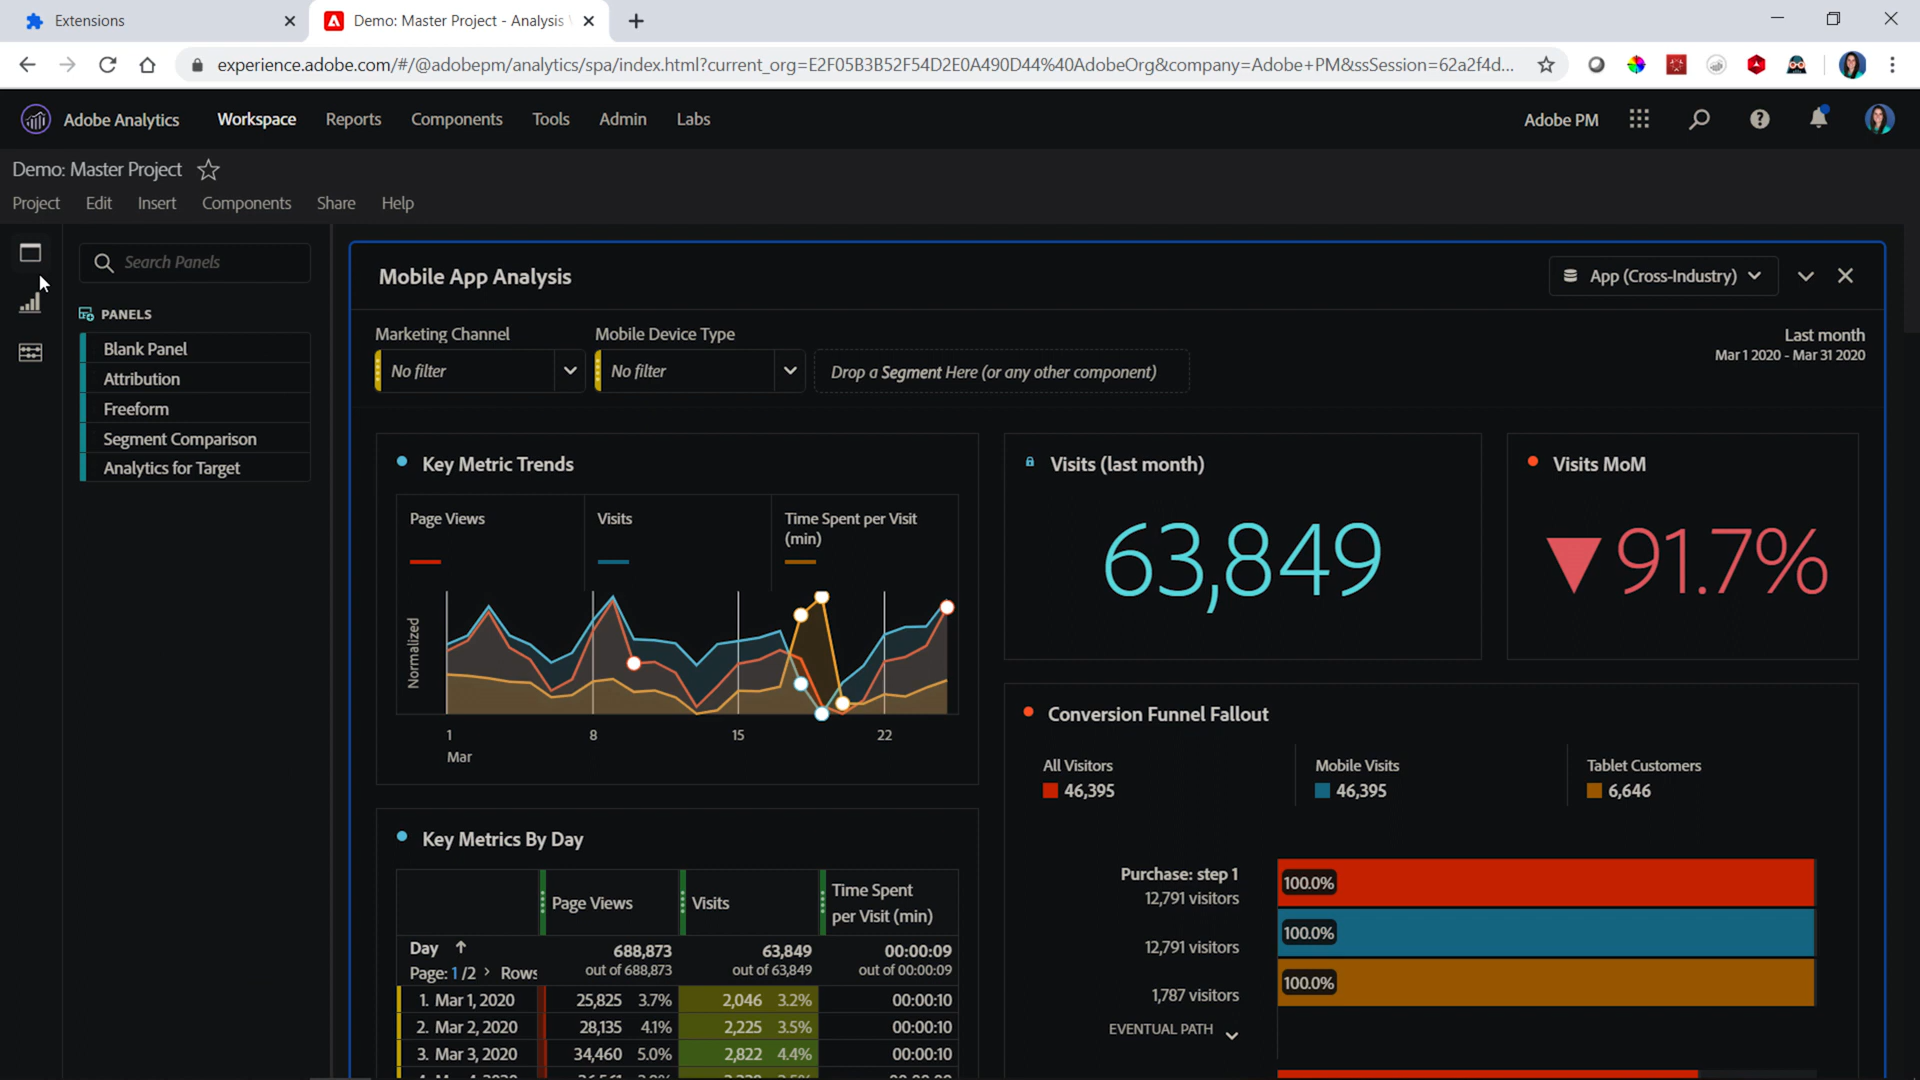 Extensions
Demo: Master Project - Analysis
experience.adobe.com/#/@adobepm/analytics/spa/index.html?current_org=E2F05B3B52F54D2E0A490D44%40AdobeOrg&company=Adobe+PM&ssSession=62a2f4d...
Adobe Analytics
Workspace
Reports
Components
Tools
Admin
Labs
Adobe PM
Demo: Master Project
Project
Edit
Insert
Components
Share
Help
Search Panels
PANELS
Blank Panel
Attribution
Freeform
Segment Comparison
Analytics for Target
Mobile App Analysis
App (Cross-Industry)
Marketing Channel
No filter
Mobile Device Type
No filter
Drop a Segment Here (or any other component)
Last month
Mar 1 2020 - Mar 31 2020
Key Metric Trends
Page Views
Visits
Time Spent per Visit
(min)
Normalized
1 8 15 22
Mar
Visits (last month)
63,849
Visits MoM
▼91.7%
Conversion Funnel Fallout
All Visitors
46,395
Mobile Visits
46,395
Tablet Customers
6,646
Purchase: step 1
12,791 visitors
12,791 visitors
1,787 visitors
EVENTUAL PATH
100.0%
100.0%
100.0%
Key Metrics By Day
Page Views
Visits
Time Spent
per Visit (min)
Day ↑ 688,873 63,849 00:00:09
Page: 1 /2 > Rows out of 688,873 out of 63,849 out of 00:00:09
1. Mar 1, 2020 25,825 3.7% 2,046 3.2% 00:00:10
2. Mar 2, 2020 28,135 4.1% 2,225 3.5% 00:00:10
3. Mar 3, 2020 34,460 5.0% 2,822 4.4% 00:00:10